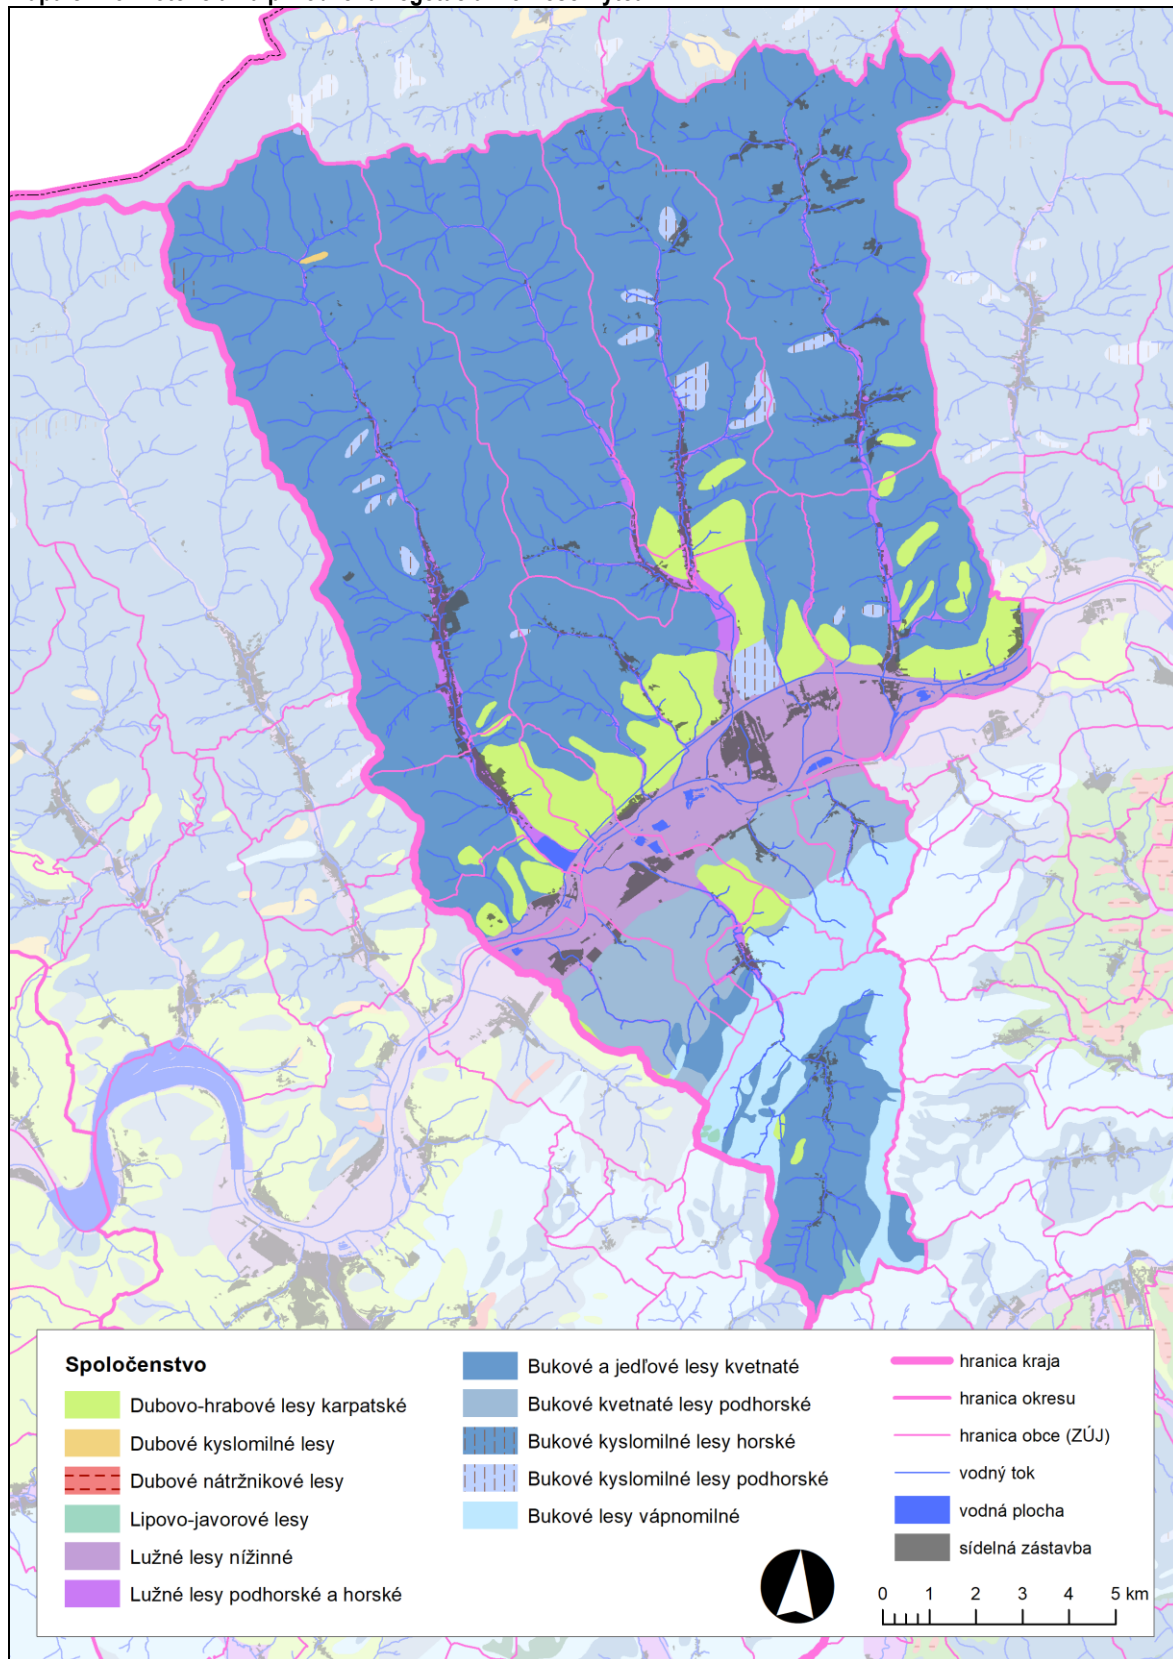 Spoločenstvo
Dubovo-hrabové lesy karpatské
Dubové kyslomilné lesy
Dubové nátržnikové lesy
Lipovo-javorové lesy
Lužné lesy nížinné
Lužné lesy podhorské a horské
Bukové a jedľové lesy kvetnaté
Bukové kvetnaté lesy podhorské
Bukové kyslomilné lesy horské
Bukové kyslomilné lesy podhorské
Bukové lesy vápnomilné
hranica kraja
hranica okresu
hranica obce (ZÚJ)
vodný tok
vodná plocha
sídelná zástavba
0 1 2 3 4 5 km